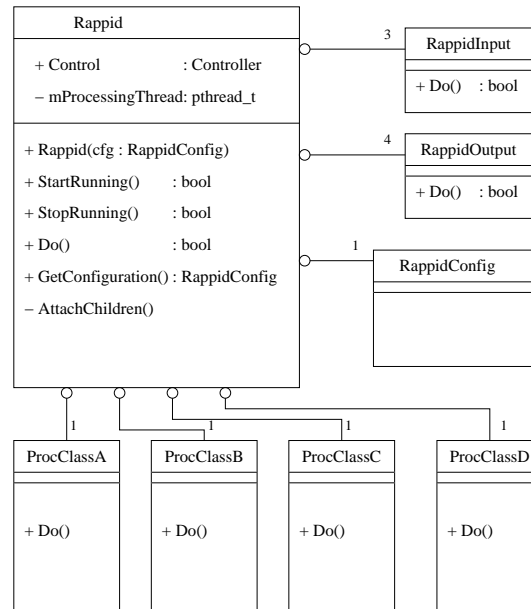 Rappid
+ Control : Controller
– mProcessingThread: pthread_t
+ Rappid(cfg : RappidConfig)
+ StartRunning() : bool
+ StopRunning() : bool
+ Do() : bool
+ GetConfiguration() : RappidConfig
– AttachChildren()
3
RappidInput
+ Do() : bool
4
RappidOutput
+ Do() : bool
1
RappidConfig
1
ProcClassA
+ Do()
1
ProcClassB
+ Do()
1
ProcClassC
+ Do()
1
ProcClassD
+ Do()